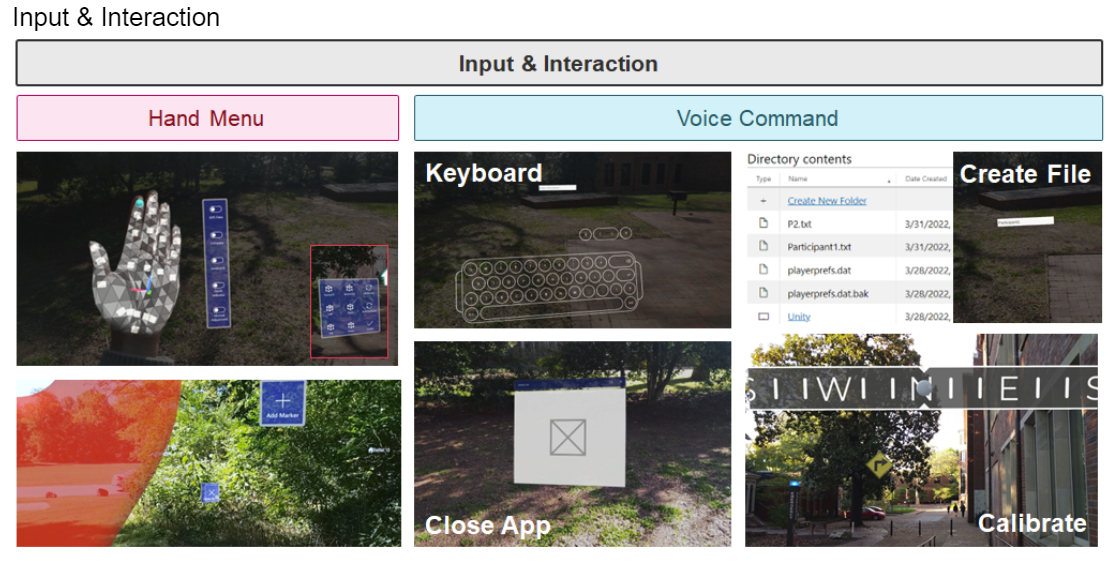 Input & Interaction
Input & Interaction
Hand Menu
Voice Command
Keyboard
Directory contents
Type Name Date Created
Create New Folder
P2.txt 3/31/2022,
Participant1.txt 3/31/2022,
playerprefs.dat 3/28/2022,
playerprefs.dat.bak 3/28/2022,
Unity 3/28/2022,
Create File
Add Marker
Close App
S W N E S
Calibrate